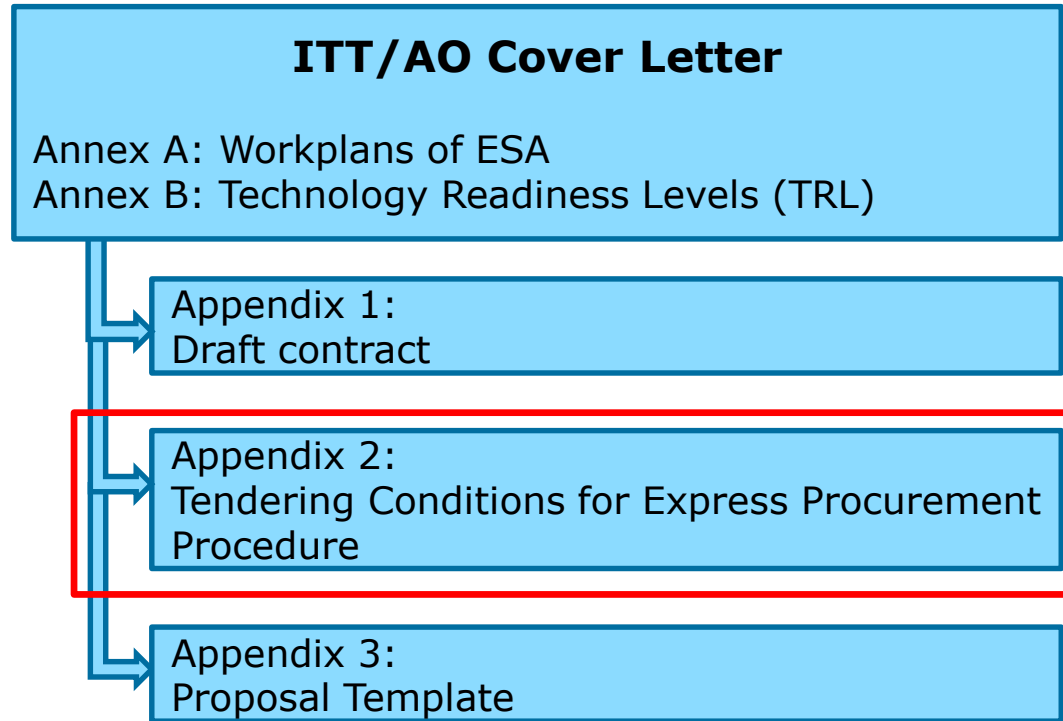 ITT/AO Cover Letter
Annex A: Workplans of ESA
Annex B: Technology Readiness Levels (TRL)
Appendix 1:
Draft contract
Appendix 2:
Tendering Conditions for Express Procurement
Procedure
Appendix 3:
Proposal Template